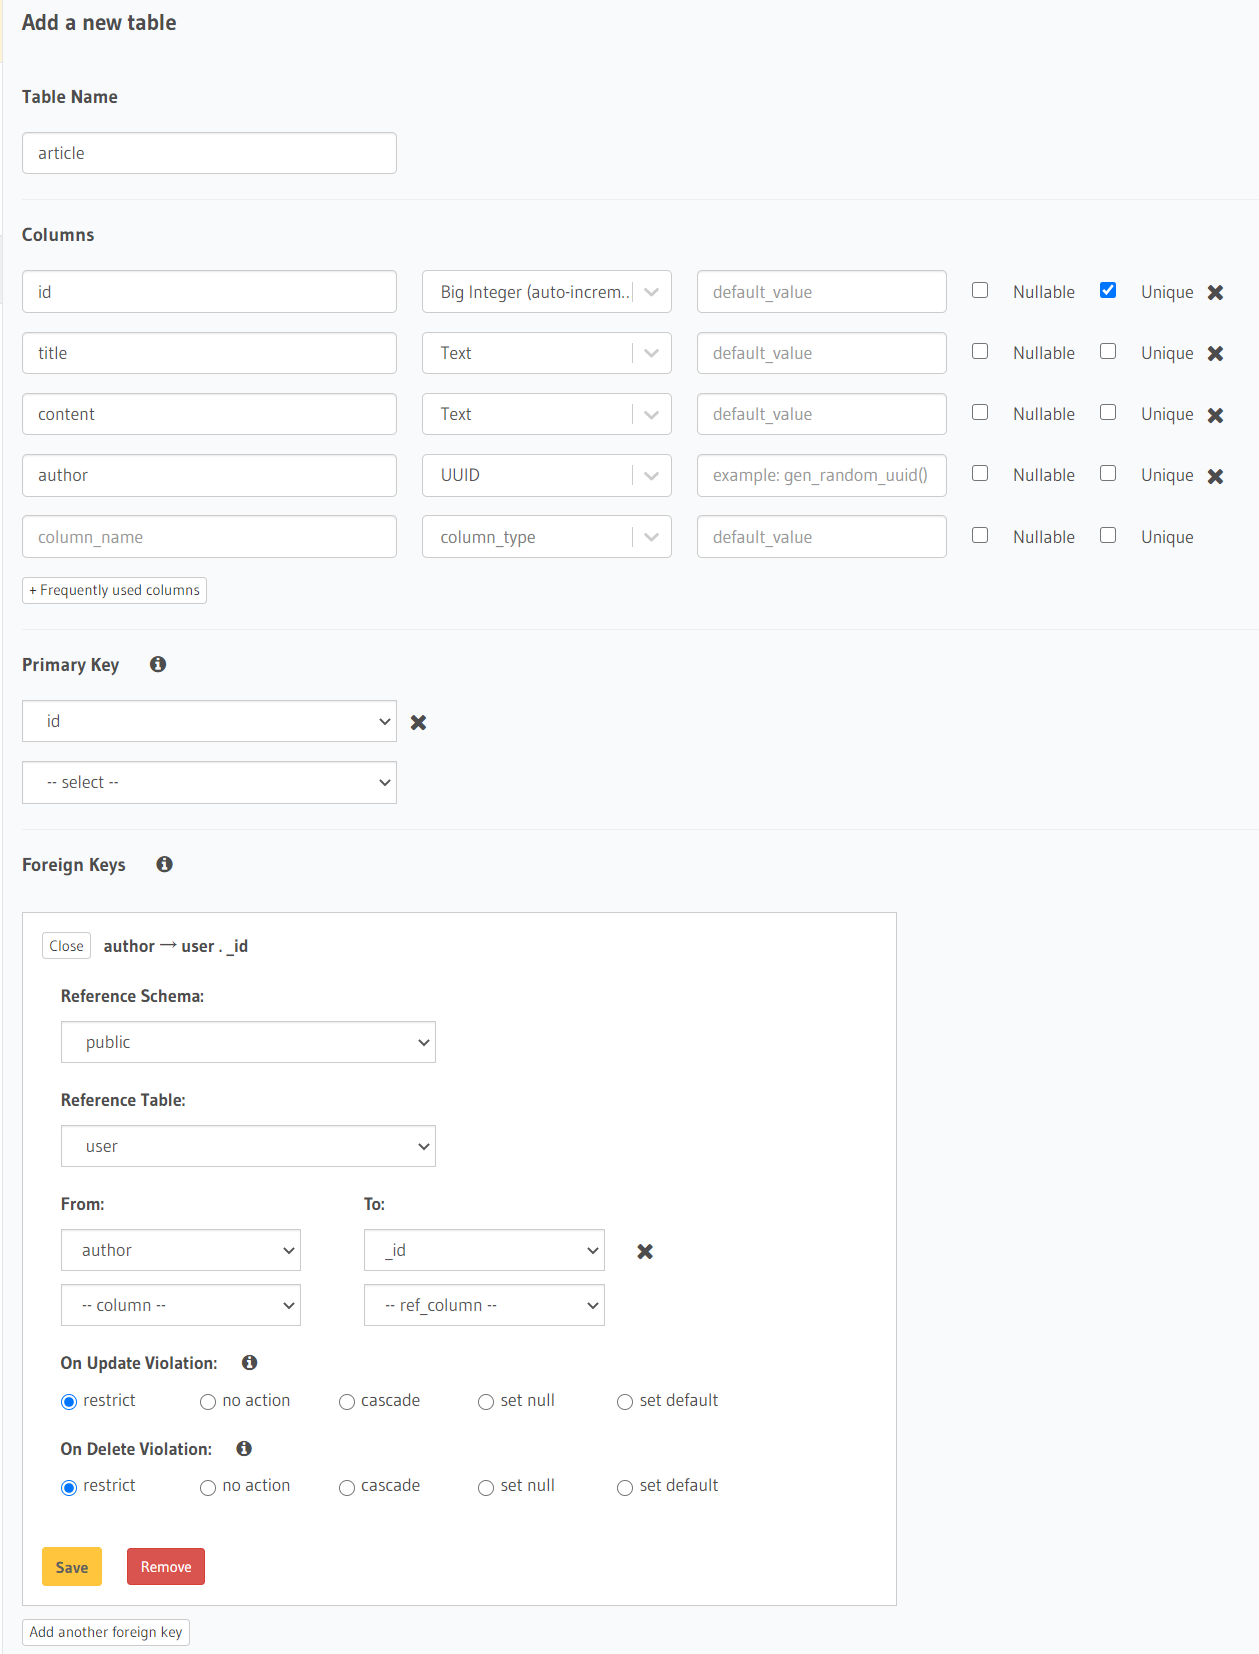 Add a new table
Table Name
article
Columns
id Big Integer (auto-increm.. default_value Nullable Unique
title Text default_value Nullable Unique
content Text default_value Nullable Unique
author UUID example: gen_random_uuid() Nullable Unique
column_name column_type default_value Nullable Unique
+ Frequently used columns
Primary Key
id
-- select --
Foreign Keys
Close author → user . _id
Reference Schema:
public
Reference Table:
user
From: To:
author _id
-- column -- -- ref_column --
On Update Violation:
restrict no action cascade set null set default
On Delete Violation:
restrict no action cascade set null set default
Save Remove
Add another foreign key